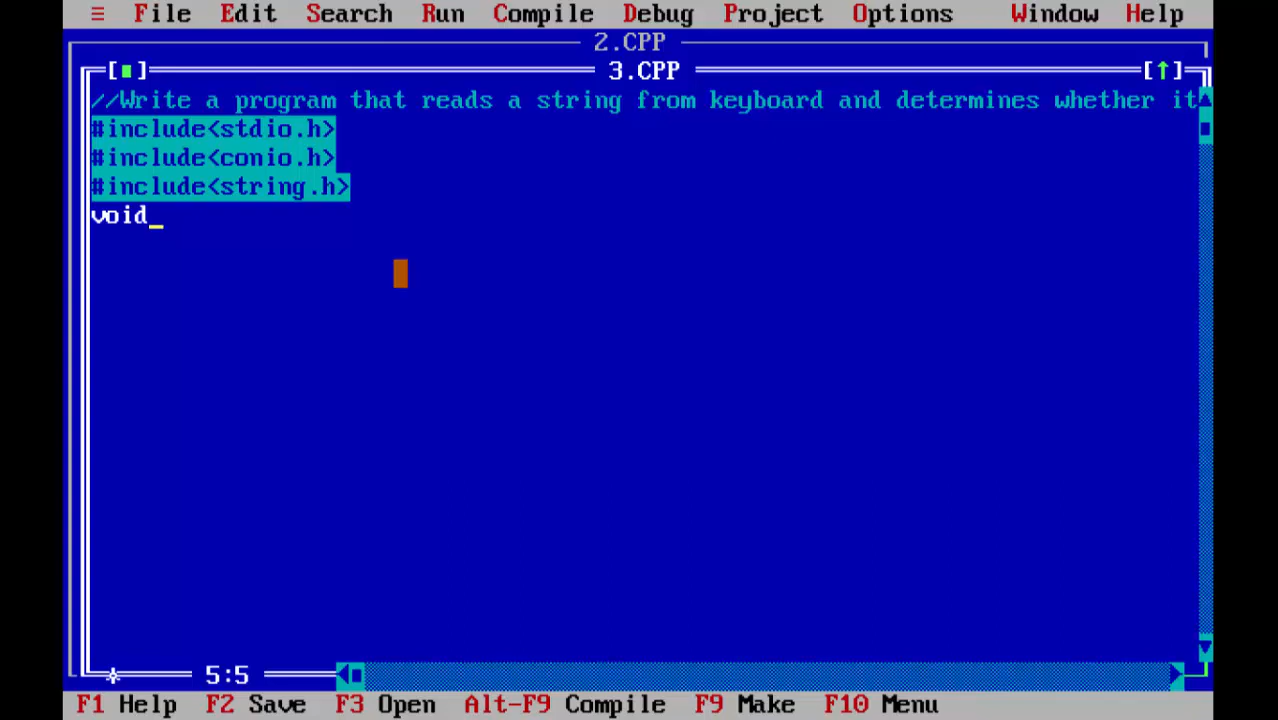 ≡ File Edit Search Run Compile Debug Project Options Window Help
2.CPP
[■] 3.CPP [↑]
//Write a program that reads a string from keyboard and determines whether it
#include<stdio.h>
#include<conio.h>
#include<string.h>
void_
5:5
F1 Help F2 Save F3 Open Alt-F9 Compile F9 Make F10 Menu